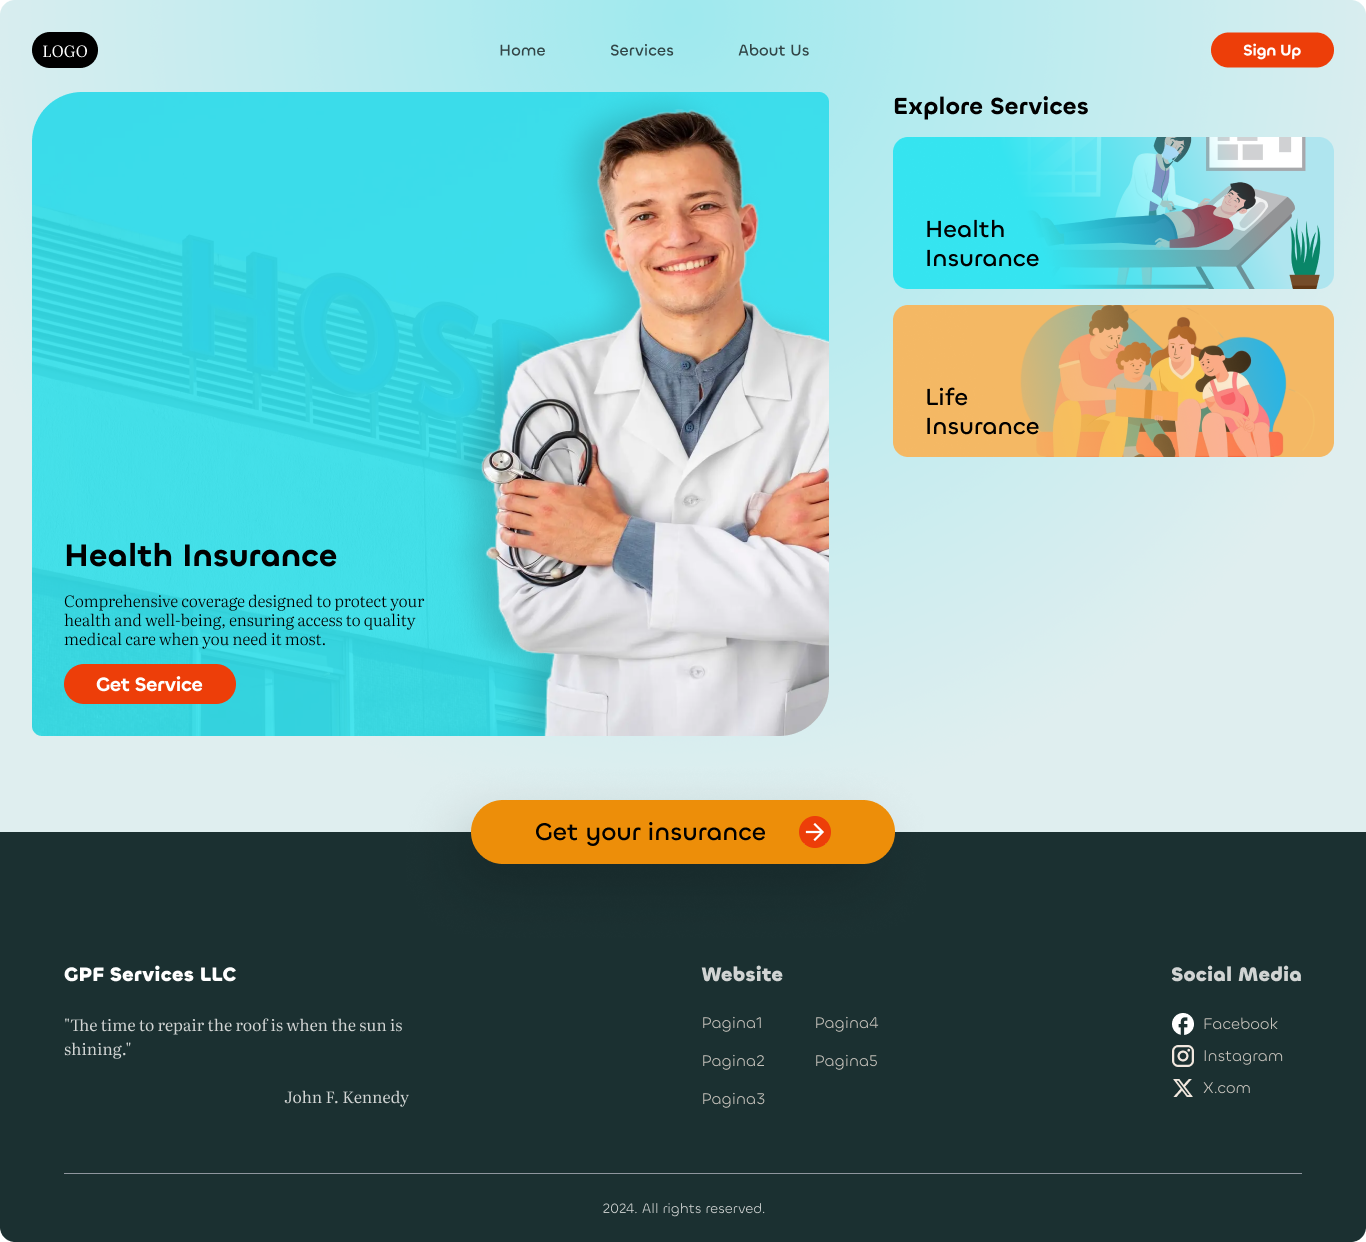 LOGO
Home
Services
About Us
Sign Up
HOSP
Health Insurance
Comprehensive coverage designed to protect your
health and well-being, ensuring access to quality
medical care when you need it most.
Get Service
Explore Services
Health
Insurance
Life
Insurance
Get your insurance
GPF Services LLC
"The time to repair the roof is when the sun is
shining."
John F. Kennedy
Website
Pagina1
Pagina4
Pagina2
Pagina5
Pagina3
Social Media
Facebook
Instagram
X.com
2024. All rights reserved.